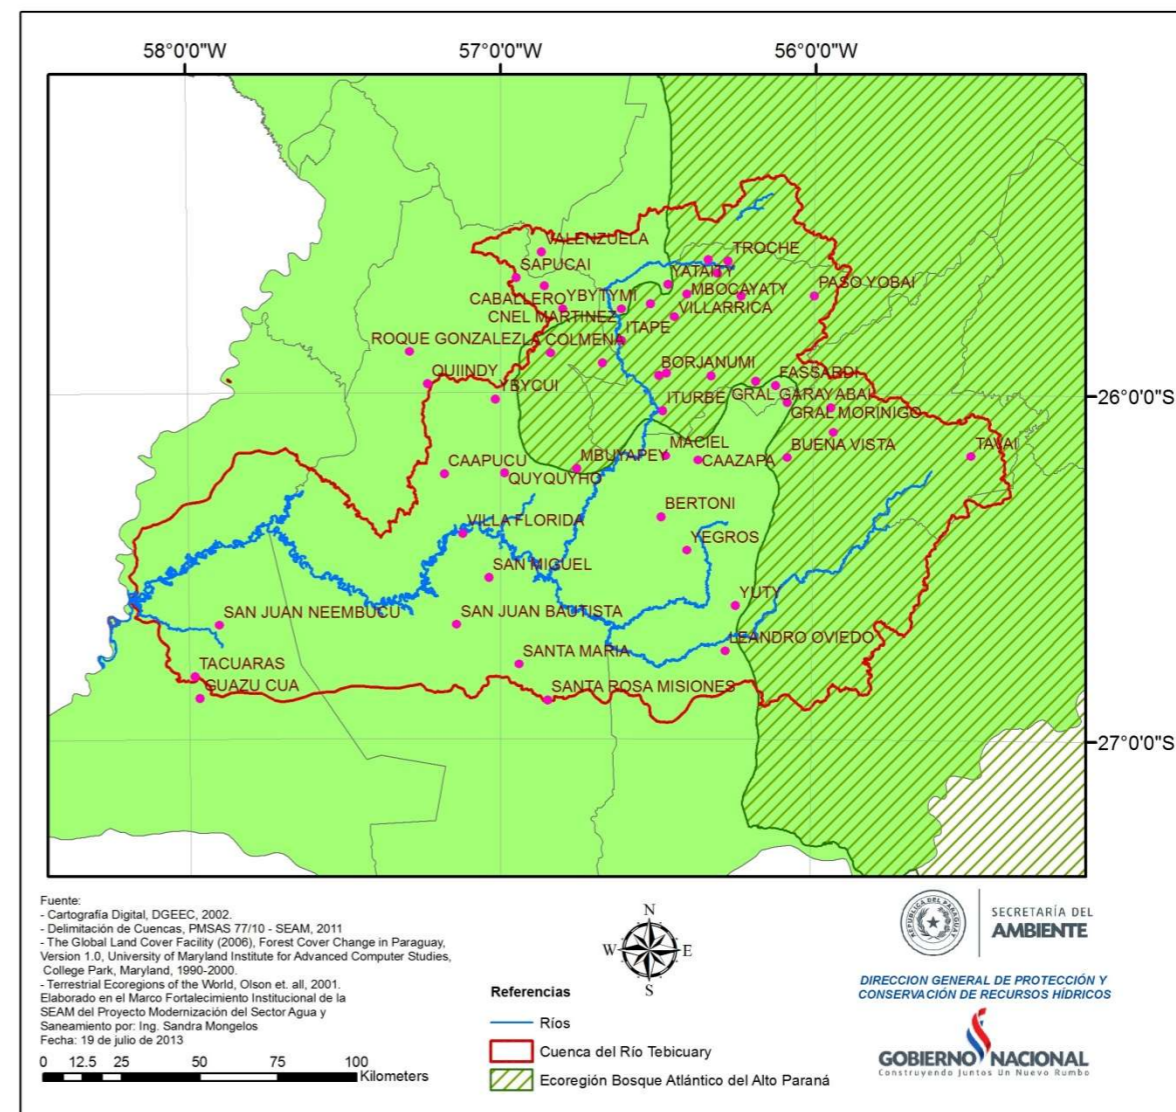 58°0'0"W 57°0'0"W 56°0'0"W
VALENZUELA
TROCHE
SAPUCAI
YATAITY
MBOCAYATY
PASO YOBAI
CABALLERO
YBYTYMI
CNEL MARTINEZ
VILLARRICA
ITAPE
ROQUE GONZALEZ
LA COLMENA
QUIINDY
BORJA
NUMI
FASSARDI
YBYCUI
ITURBE
GRAL GARAY
ABAI
26°0'0"S
GRAL MORINIGO
MACIEL
BUENA VISTA
TAVAI
CAAPUCU
MBUYAPEY
CAAZAPA
QUYQUYHO
BERTONI
VILLA FLORIDA
YEGROS
SAN MIGUEL
YUTY
SAN JUAN NEEMBUCU
SAN JUAN BAUTISTA
LEANDRO OVIEDO
SANTA MARIA
TACUARAS
GUAZU CUA
SANTA ROSA MISIONES
27°0'0"S
Fuente:
- Cartografía Digital, DGEEC, 2002.
- Delimitación de Cuencas, PMSAS 77/10 - SEAM, 2011
- The Global Land Cover Facility (2006), Forest Cover Change in Paraguay,
Version 1.0, University of Maryland Institute for Advanced Computer Studies,
College Park, Maryland, 1990-2000.
- Terrestrial Ecoregions of the World, Olson et. all, 2001.
Elaborado en el Marco Fortalecimiento Institucional de la
SEAM del Proyecto Modernización del Sector Agua y
Saneamiento por: Ing. Sandra Mongelos
Fecha: 19 de julio de 2013
0 12.5 25 50 75 100
Kilometers
N
W E
S
Referencias
Ríos
Cuenca del Río Tebicuary
Ecoregión Bosque Atlántico del Alto Paraná
REPUBLICA DEL PARAGUAY
SECRETARÍA DEL
AMBIENTE
DIRECCION GENERAL DE PROTECCIÓN Y
CONSERVACIÓN DE RECURSOS HÍDRICOS
GOBIERNO NACIONAL
Construyendo Juntos Un Nuevo Rumbo